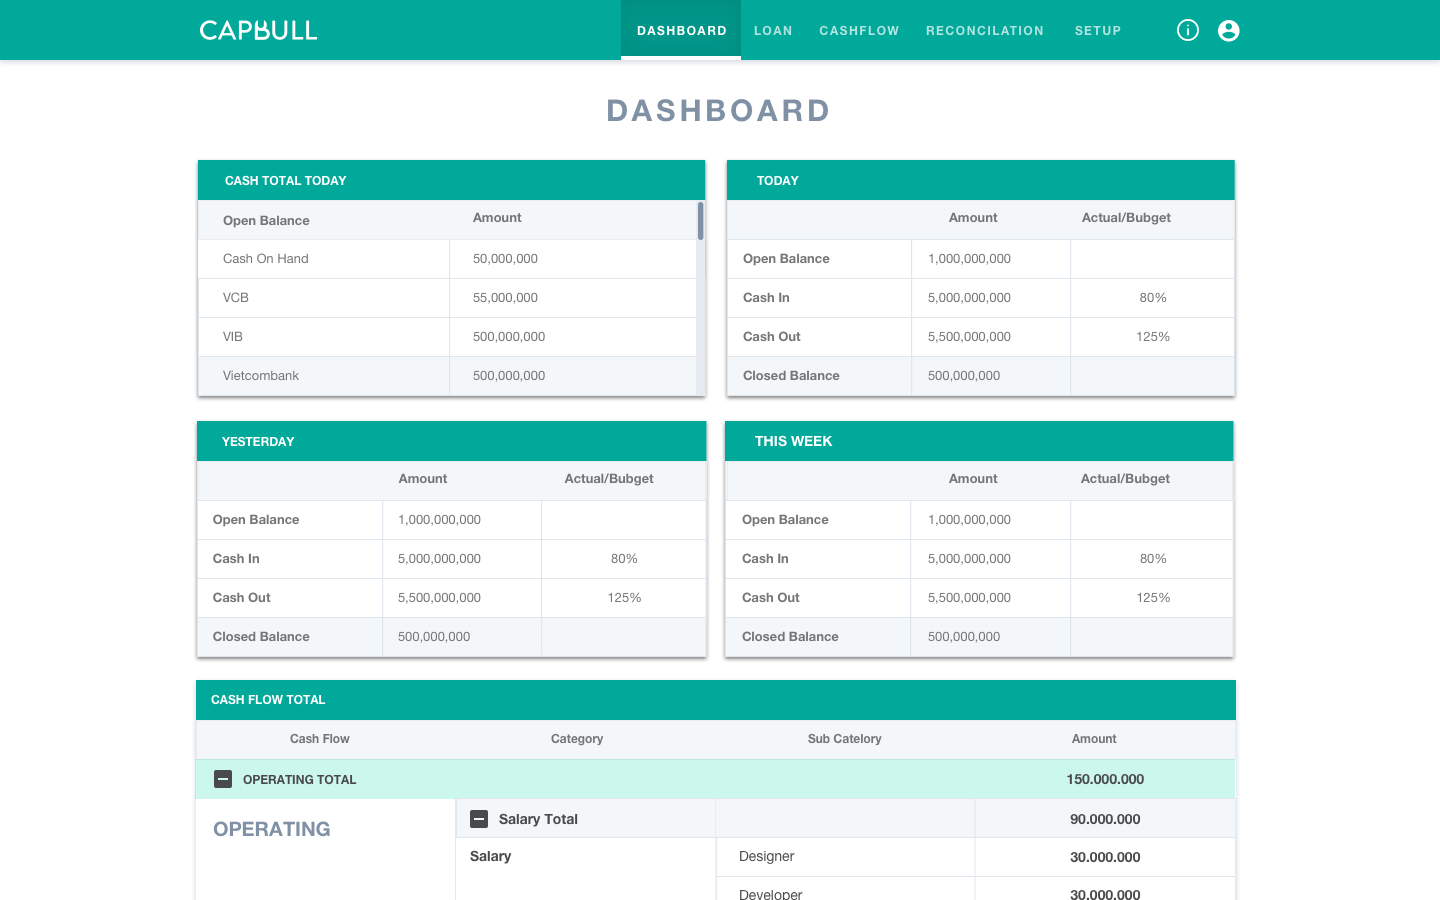 CAPBULL
DASHBOARD LOAN CASHFLOW RECONCILATION SETUP
DASHBOARD
CASH TOTAL TODAY
Open Balance Amount
Cash On Hand 50,000,000
VCB 55,000,000
VIB 500,000,000
Vietcombank 500,000,000
TODAY
Amount Actual/Bubget
Open Balance 1,000,000,000
Cash In 5,000,000,000 80%
Cash Out 5,500,000,000 125%
Closed Balance 500,000,000
YESTERDAY
Amount Actual/Bubget
Open Balance 1,000,000,000
Cash In 5,000,000,000 80%
Cash Out 5,500,000,000 125%
Closed Balance 500,000,000
THIS WEEK
Amount Actual/Bubget
Open Balance 1,000,000,000
Cash In 5,000,000,000 80%
Cash Out 5,500,000,000 125%
Closed Balance 500,000,000
CASH FLOW TOTAL
Cash Flow Category Sub Catelory Amount
OPERATING TOTAL 150.000.000
OPERATING Salary Total 90.000.000
Salary Designer 30.000.000
Developer 30.000.000